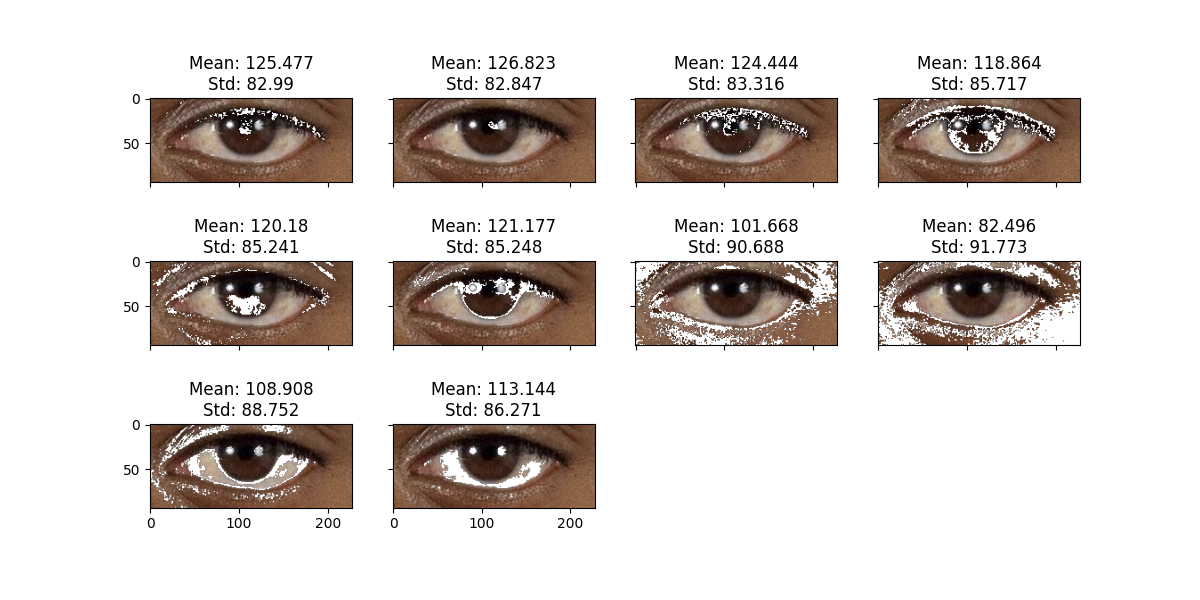 Mean: 125.477
Std: 82.99
Mean: 126.823
Std: 82.847
Mean: 124.444
Std: 83.316
Mean: 118.864
Std: 85.717
0
50
Mean: 120.18
Std: 85.241
Mean: 121.177
Std: 85.248
Mean: 101.668
Std: 90.688
Mean: 82.496
Std: 91.773
0
50
Mean: 108.908
Std: 88.752
Mean: 113.144
Std: 86.271
0
50
0 100 200
0 100 200